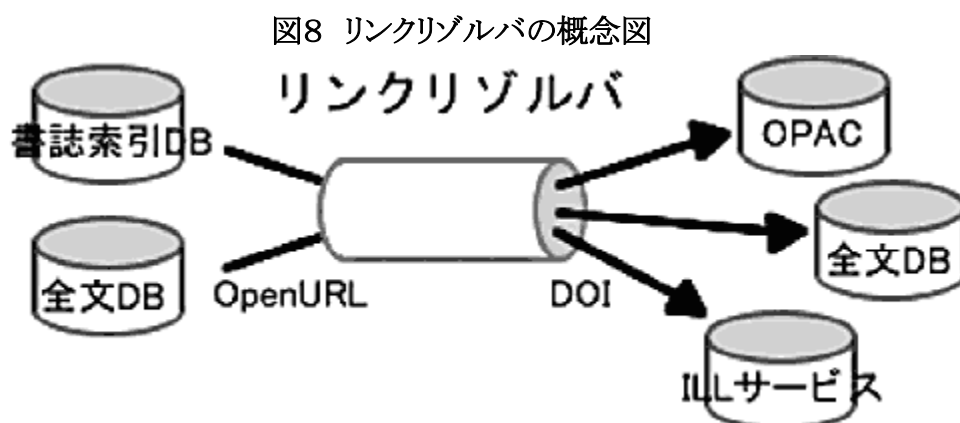 図8 リンクリゾルバの概念図
リンクリゾルバ
書誌索引DB
OPAC
全文DB
全文DB
OpenURL
DOI
ILLサービス